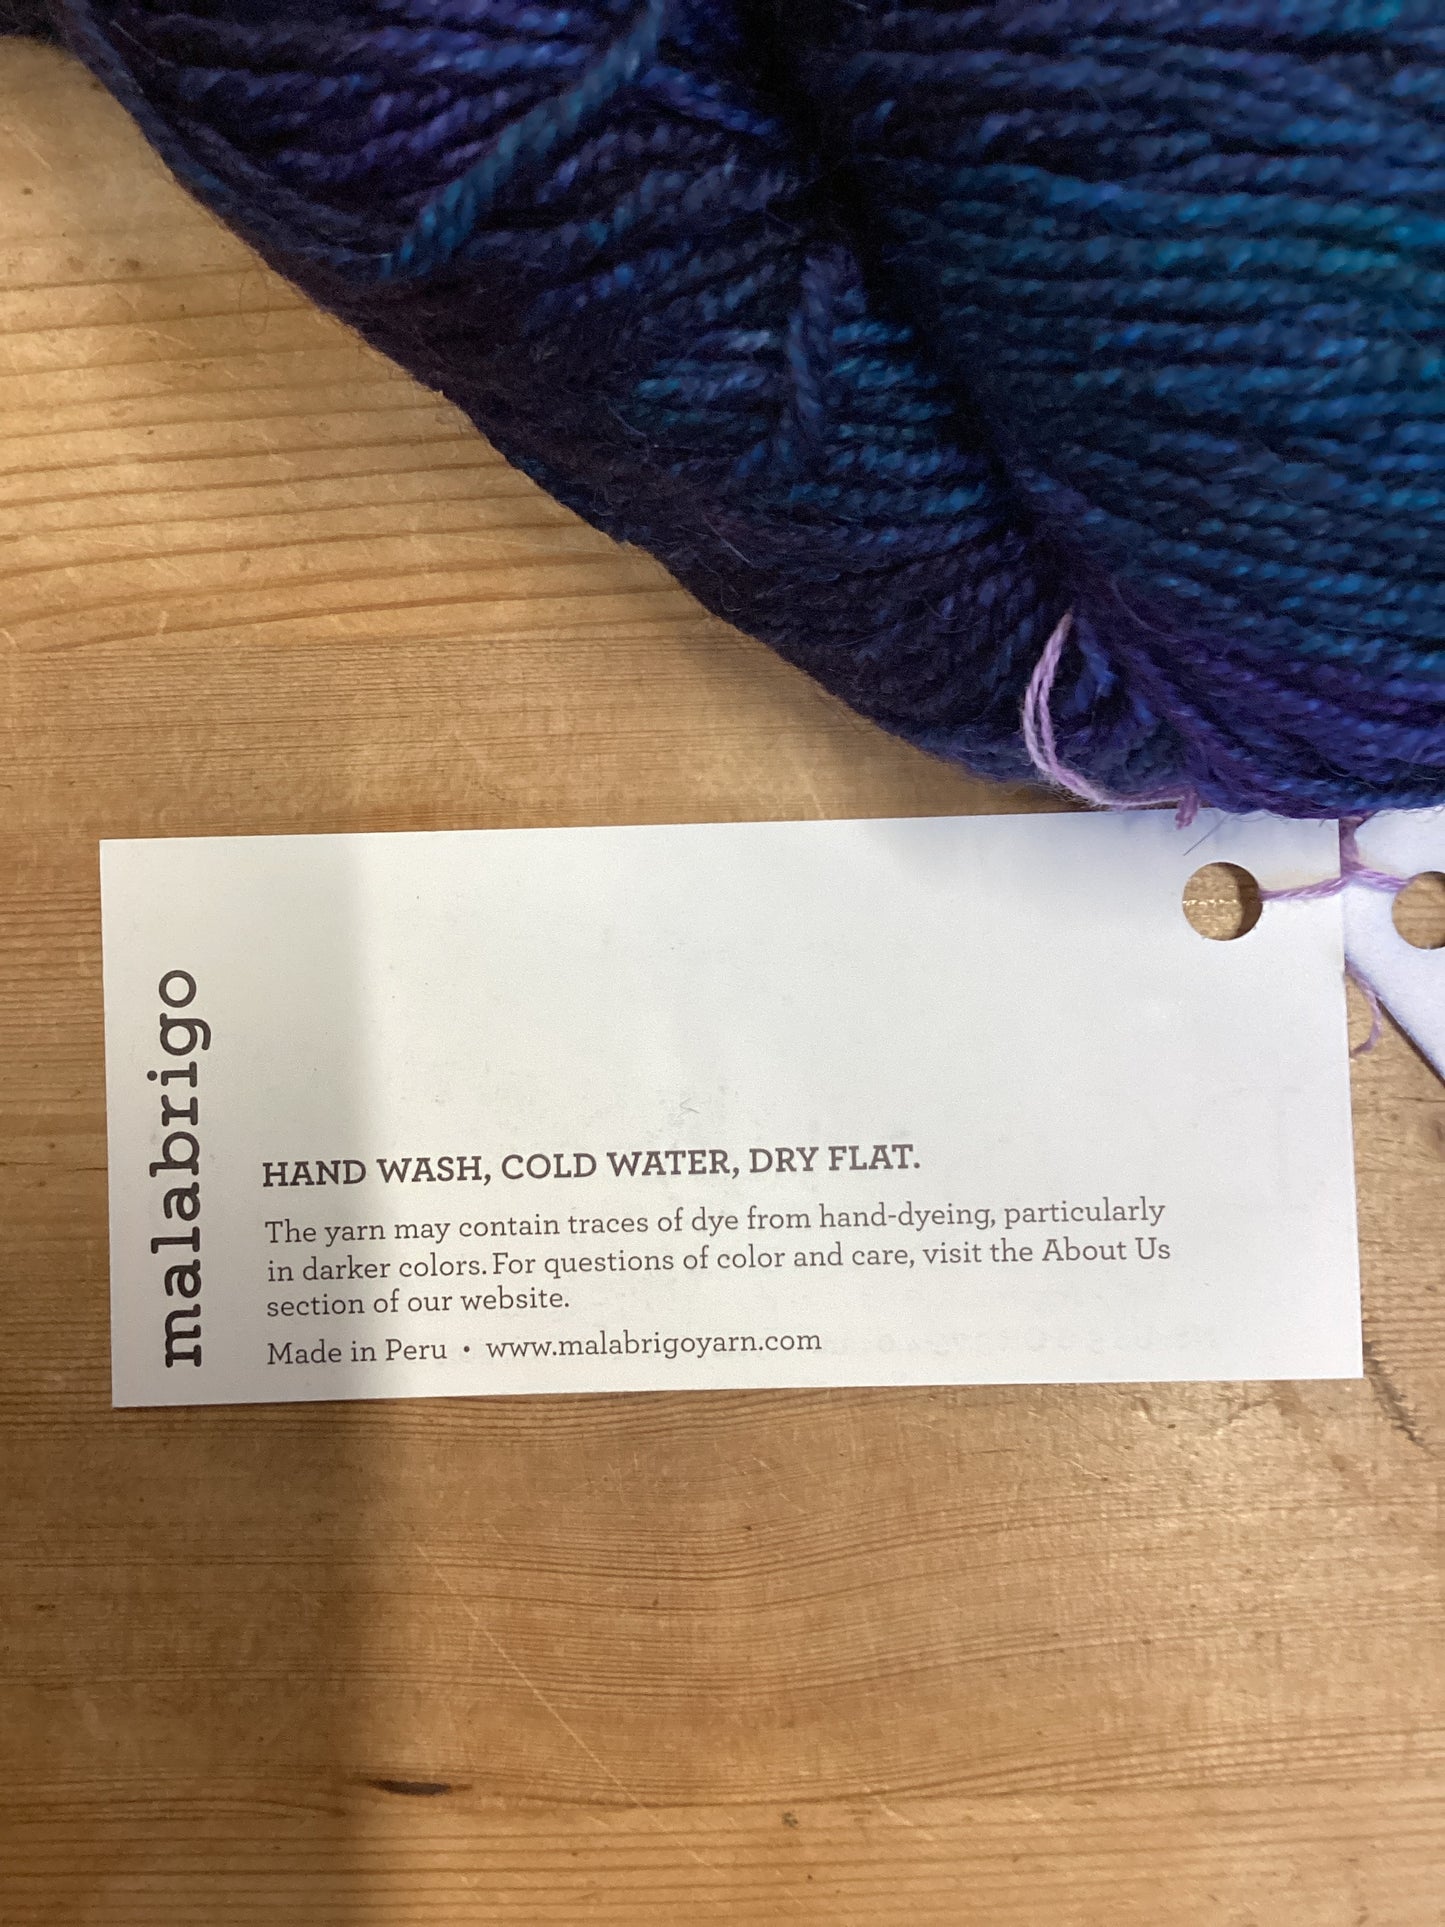 malabrigo
HAND WASH, COLD WATER, DRY FLAT.
The yarn may contain traces of dye from hand-dyeing, particularly
in darker colors. For questions of color and care, visit the About Us
section of our website.
Made in Peru • www.malabrigoyarn.com